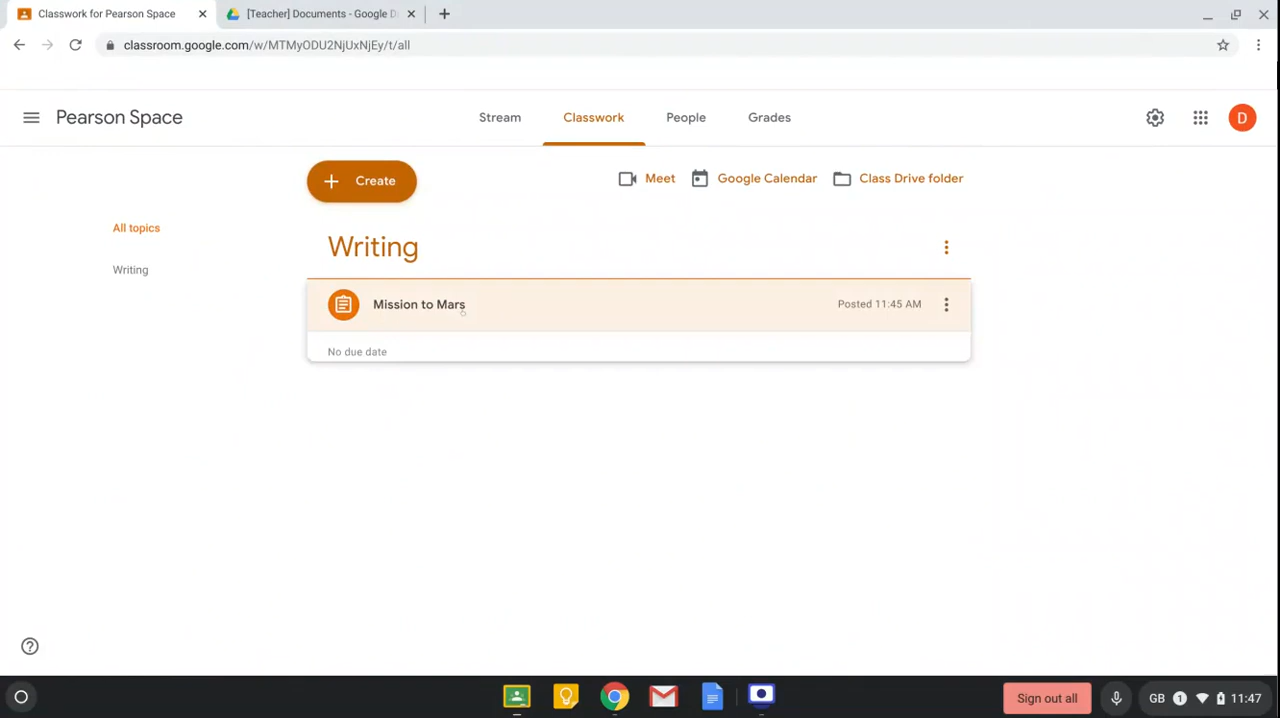 Classwork for Pearson Space
[Teacher] Documents - Google D
classroom.google.com/w/MTMyODU2NjUxNjEy/t/all
Pearson Space
Stream
Classwork
People
Grades
D
Create
Meet
Google Calendar
Class Drive folder
All topics
Writing
Writing
Mission to Mars
Posted 11:45 AM
No due date
Sign out all
GB
1
11:47